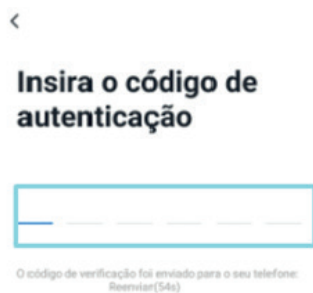 Insira o código de
autenticação
O código de verificação foi enviado para o seu telefone:
Reenviar(54s)